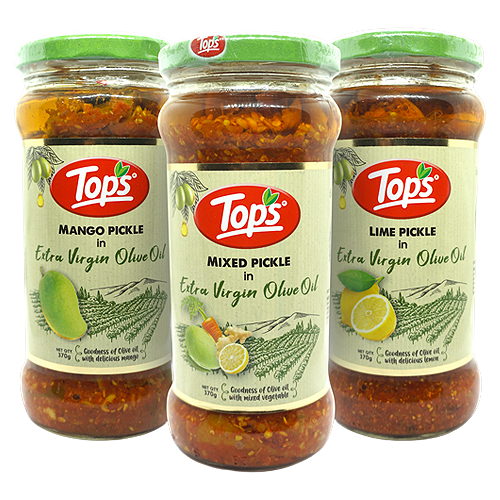 Tops
Tops
MANGO PICKLE
in
Extra Virgin Olive Oil
NET QTY.
370g
Goodness of Olive oil,
with delicious mango
Tops
MIXED PICKLE
in
Extra Virgin Olive Oil
NET QTY.
370g
Goodness of Olive oil
with mixed vegetable
Tops
LIME PICKLE
in
Extra Virgin Olive Oil
NET QTY.
370g
Goodness of Olive oil,
with delicious lemon